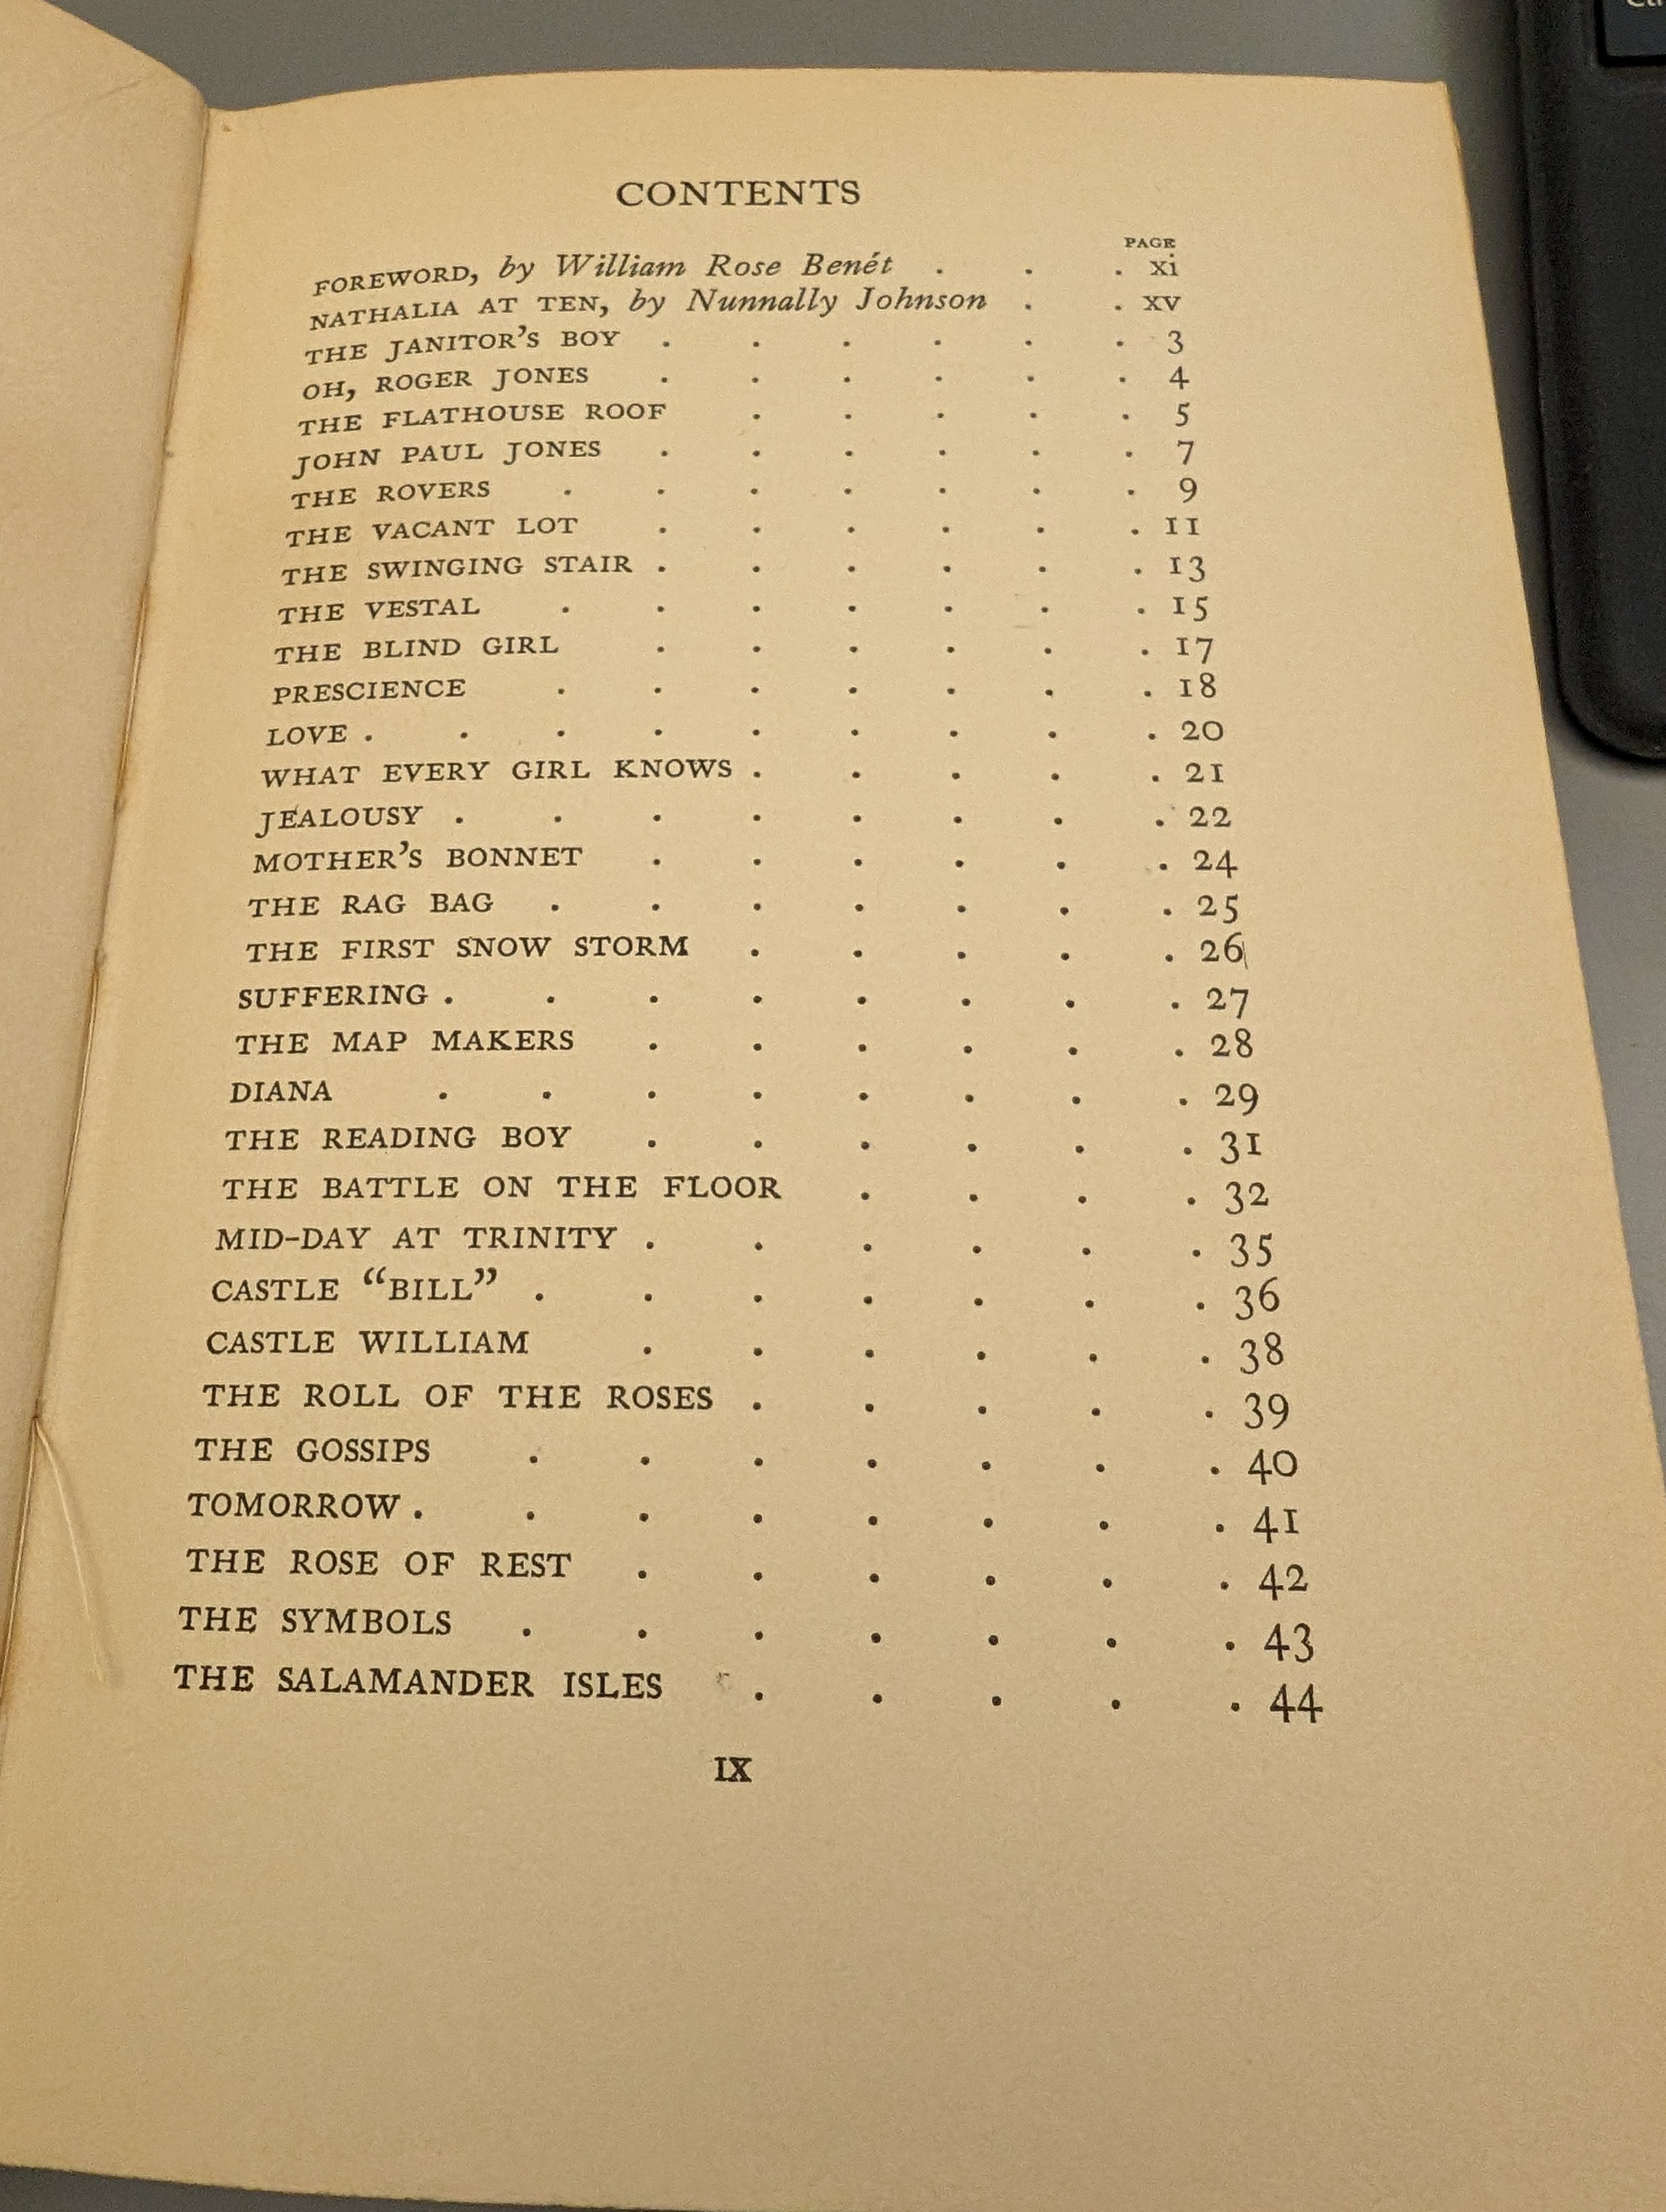 CONTENTS
PAGE
FOREWORD, by William Rose Benét . . . xi
NATHALIA AT TEN, by Nunnally Johnson . . xv
THE JANITOR'S BOY . . . . . . 3
OH, ROGER JONES . . . . . . 4
THE FLATHOUSE ROOF . . . . . 5
JOHN PAUL JONES . . . . . . 7
THE ROVERS . . . . . . . 9
THE VACANT LOT . . . . . . 11
THE SWINGING STAIR . . . . . . 13
THE VESTAL . . . . . . . 15
THE BLIND GIRL . . . . . . 17
PRESCIENCE . . . . . . . 18
LOVE . . . . . . . . . 20
WHAT EVERY GIRL KNOWS . . . . . 21
JEALOUSY . . . . . . . . 22
MOTHER'S BONNET . . . . . . 24
THE RAG BAG . . . . . . . 25
THE FIRST SNOW STORM . . . . . 26
SUFFERING . . . . . . . . 27
THE MAP MAKERS . . . . . . 28
DIANA . . . . . . . . 29
THE READING BOY . . . . . . 31
THE BATTLE ON THE FLOOR . . . . 32
MID-DAY AT TRINITY . . . . . . 35
CASTLE “BILL” . . . . . . . 36
CASTLE WILLIAM . . . . . . 38
THE ROLL OF THE ROSES . . . . . 39
THE GOSSIPS . . . . . . . 40
TOMORROW . . . . . . . . 41
THE ROSE OF REST . . . . . . 42
THE SYMBOLS . . . . . . . 43
THE SALAMANDER ISLES . . . . . 44
IX